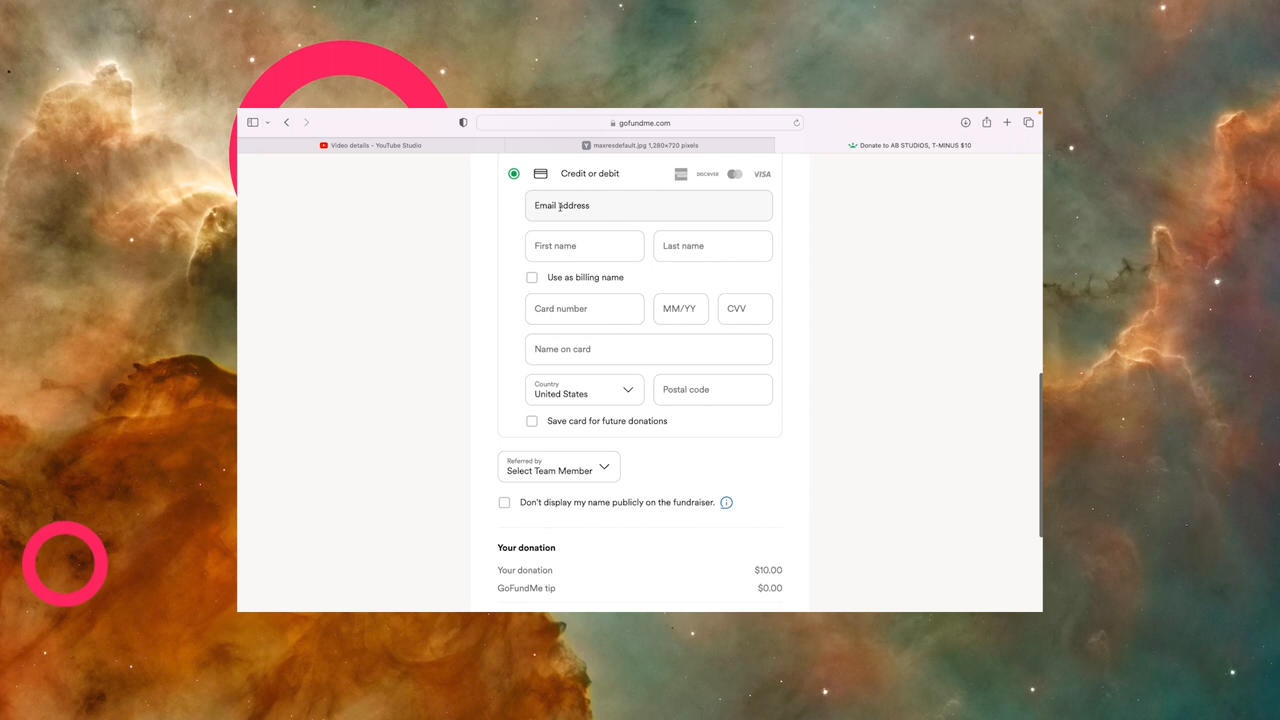 gofundme.com
Video details – YouTube Studio
maxresdefault.jpg 1,280×720 pixels
Donate to AB STUDIOS, T-MINUS $10
Credit or debit
DISCOVER
VISA
Email address
First name
Last name
Use as billing name
Card number
MM/YY
CVV
Name on card
Country
United States
Postal code
Save card for future donations
Referred by
Select Team Member
Don't display my name publicly on the fundraiser.
Your donation
Your donation
$10.00
GoFundMe tip
$0.00